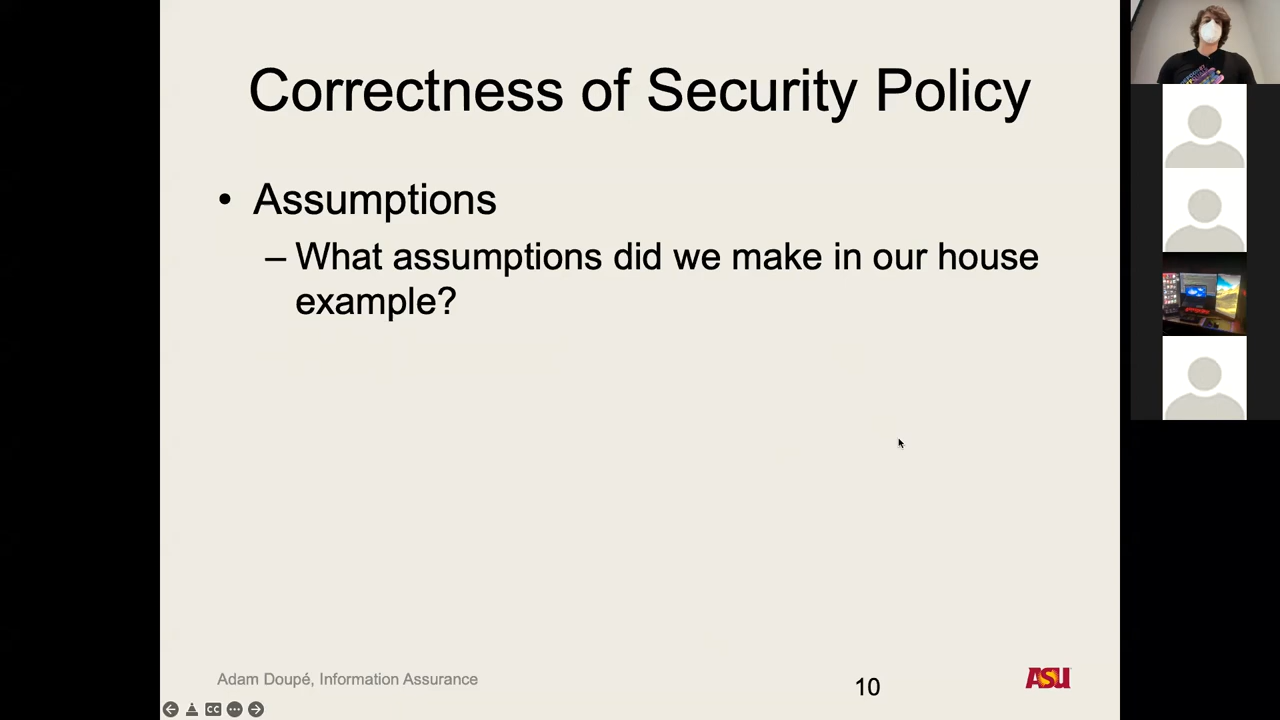 Correctness of Security Policy
• Assumptions
– What assumptions did we make in our house
example?
Adam Doupé, Information Assurance
10
ASU
CC